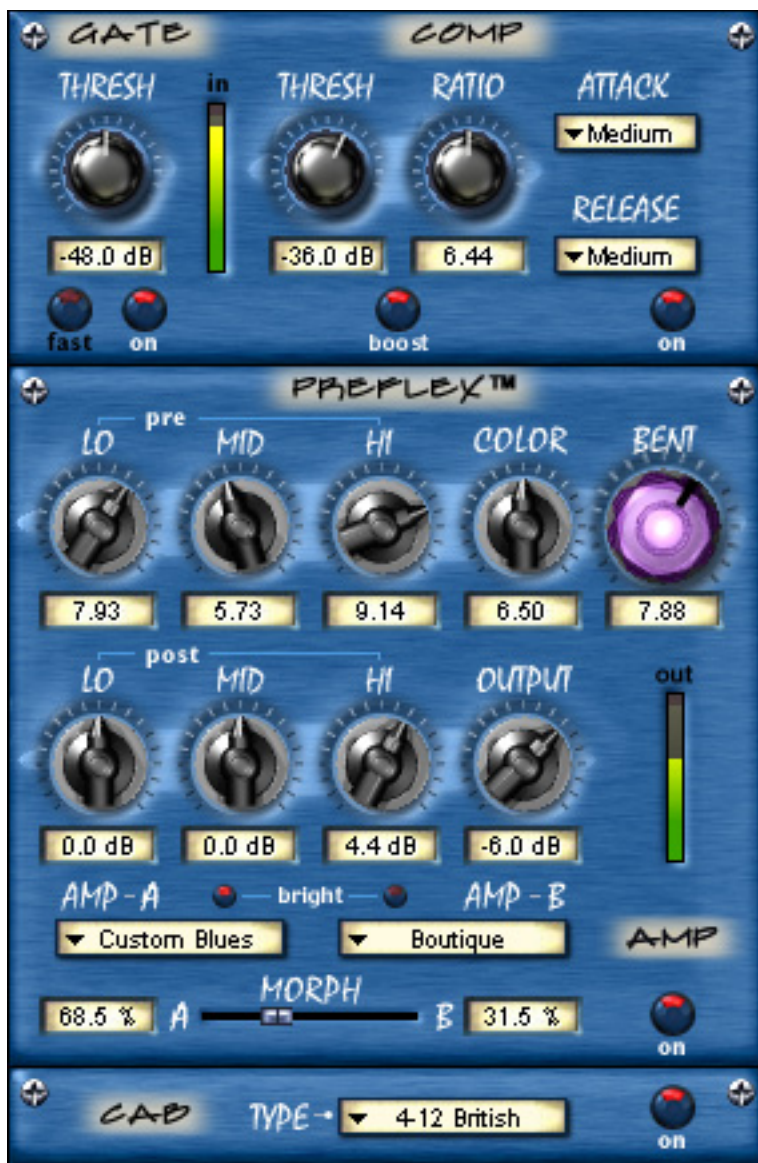 GATE COMP
THRESH in THRESH RATIO ATTACK
Medium
RELEASE
-48.0 dB -36.0 dB 6.44 Medium
fast on boost on
PREFLEX™
pre
LO MID HI COLOR BENT
7.93 5.73 9.14 6.50 7.88
post
LO MID HI OUTPUT out
0.0 dB 0.0 dB 4.4 dB -6.0 dB
AMP-A bright AMP-B
Custom Blues Boutique AMP
MORPH
68.5 % A B 31.5 %
on
CAB TYPE 4-12 British
on